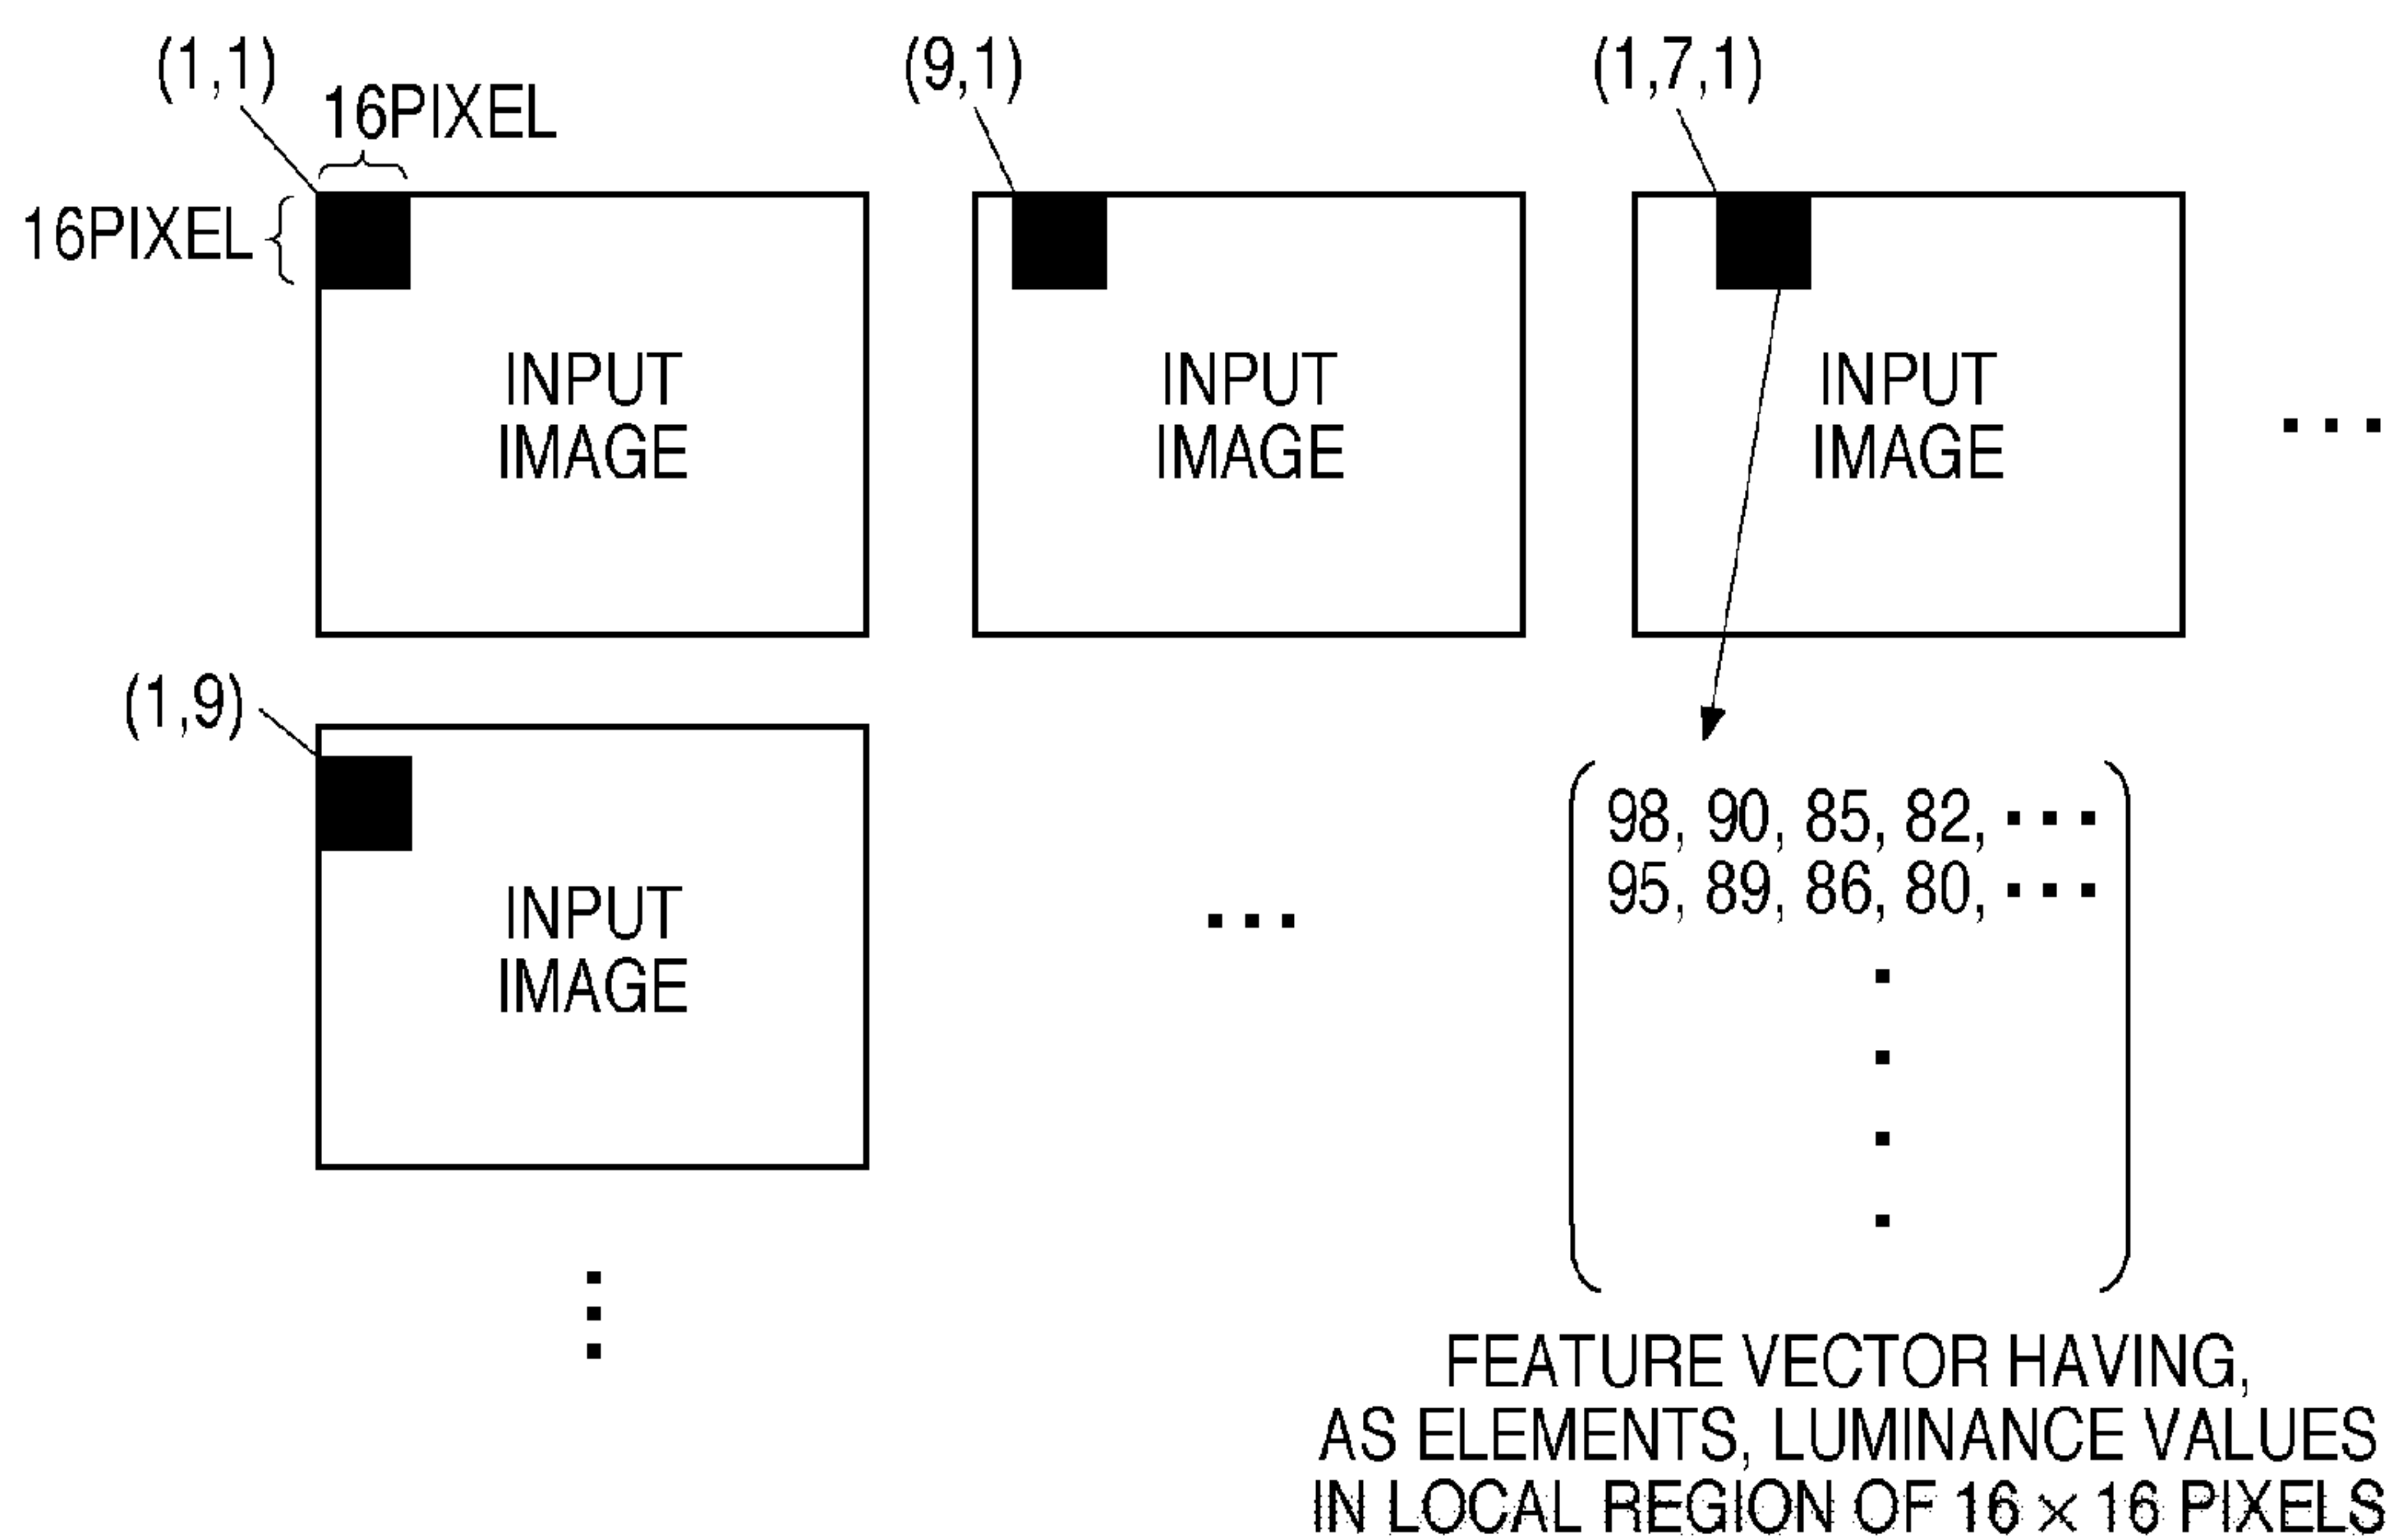 (1,1)
16PIXEL
16PIXEL
INPUT
IMAGE
(9,1)
INPUT
IMAGE
(1,7,1)
INPUT
IMAGE
...
(1,9)
INPUT
IMAGE
...
98, 90, 85, 82, ...
95, 89, 86, 80, ...
FEATURE VECTOR HAVING,
AS ELEMENTS, LUMINANCE VALUES
IN LOCAL REGION OF 16 × 16 PIXELS